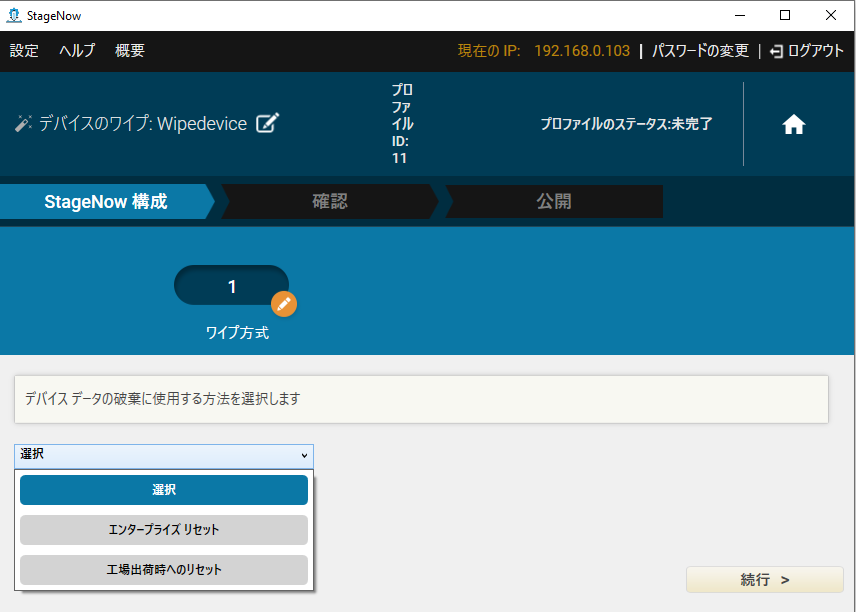 StageNow
設定 ヘルプ 概要 現在の IP: 192.168.0.103 | パスワードの変更 | ログアウト
デバイスのワイプ: Wipedevice
プロ
ファ
イル
ID:
11
プロファイルのステータス:未完了
StageNow 構成 確認 公開
1
ワイプ方式
デバイス データの破棄に使用する方法を選択します
選択
選択
エンタープライズ リセット
工場出荷時へのリセット
続行 >